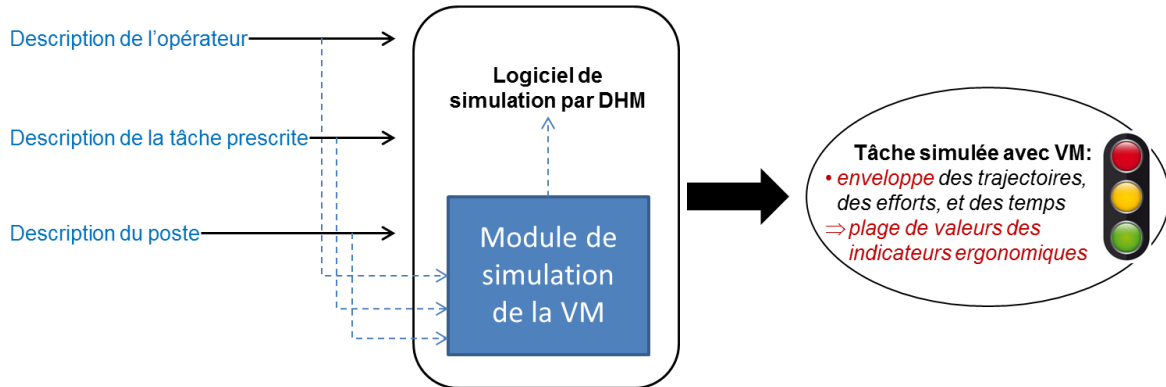 Description de l'opérateur
Description de la tâche prescrite
Description du poste
Logiciel de
simulation par DHM
Module de
simulation
de la VM
Tâche simulée avec VM:
• enveloppe des trajectoires,
des efforts, et des temps
⇒ plage de valeurs des
indicateurs ergonomiques